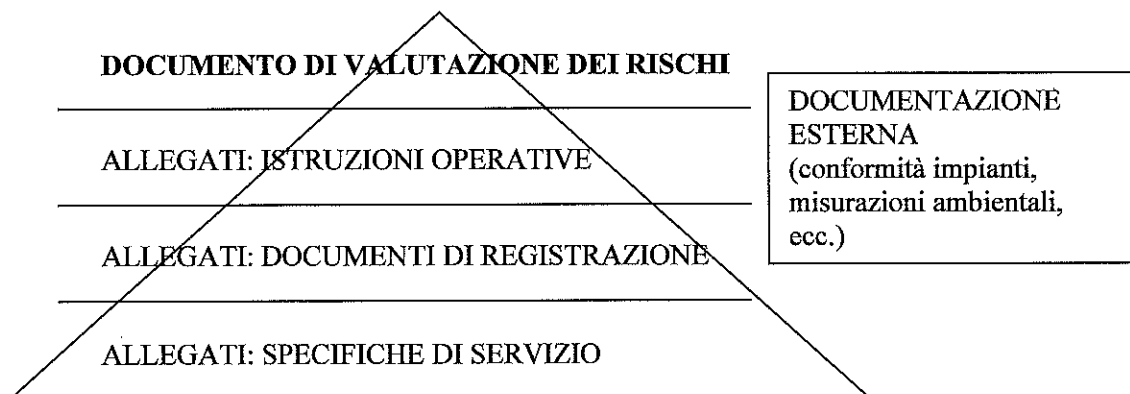 DOCUMENTO DI VALUTAZIONE DEI RISCHI
ALLEGATI: ISTRUZIONI OPERATIVE
ALLEGATI: DOCUMENTI DI REGISTRAZIONE
ALLEGATI: SPECIFICHE DI SERVIZIO
DOCUMENTAZIONE
ESTERNA
(conformità impianti,
misurazioni ambientali,
ecc.)